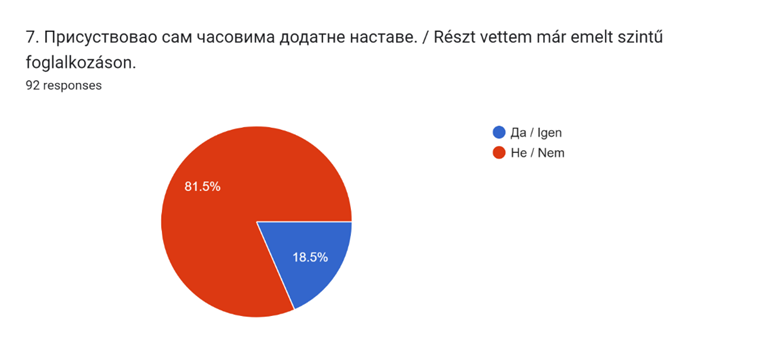 7. Присуствовао сам часовима додатне наставе. / Részt vettem már emelt szintű
foglalkozáson.
92 responses
Да / Igen
Не / Nem
81.5%
18.5%